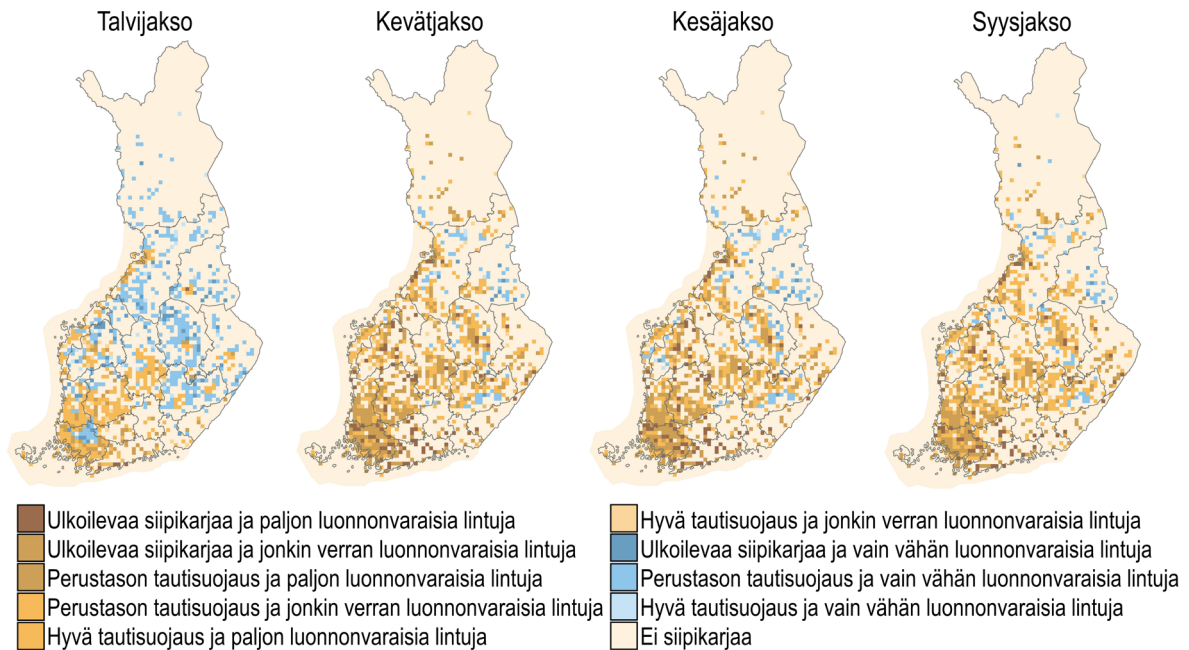 Talvijakso
Kevätjakso
Kesäjakso
Syysjakso
Ulkoilevaa siipikarjaa ja paljon luonnonvaraisia lintuja
Ulkoilevaa siipikarjaa ja jonkin verran luonnonvaraisia lintuja
Perustason tautisuojaus ja paljon luonnonvaraisia lintuja
Perustason tautisuojaus ja jonkin verran luonnonvaraisia lintuja
Hyvä tautisuojaus ja paljon luonnonvaraisia lintuja
Hyvä tautisuojaus ja jonkin verran luonnonvaraisia lintuja
Ulkoilevaa siipikarjaa ja vain vähän luonnonvaraisia lintuja
Perustason tautisuojaus ja vain vähän luonnonvaraisia lintuja
Hyvä tautisuojaus ja vain vähän luonnonvaraisia lintuja
Ei siipikarjaa